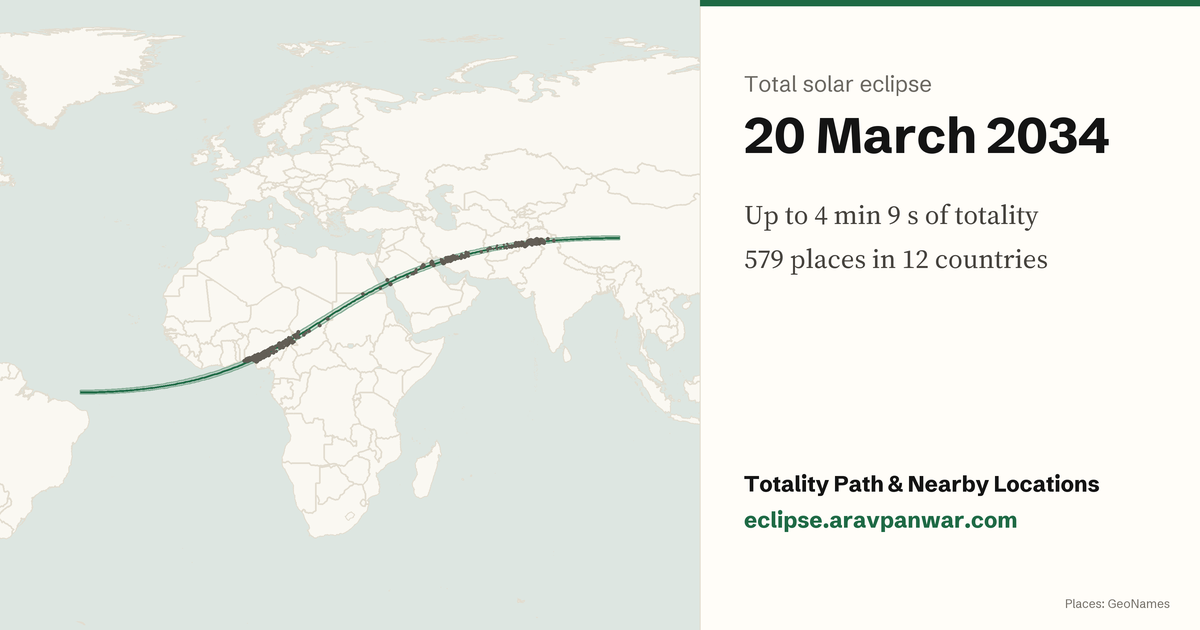 Total solar eclipse
20 March 2034
Up to 4 min 9 s of totality
579 places in 12 countries
Totality Path & Nearby Locations
eclipse.aravpanwar.com
Places: GeoNames